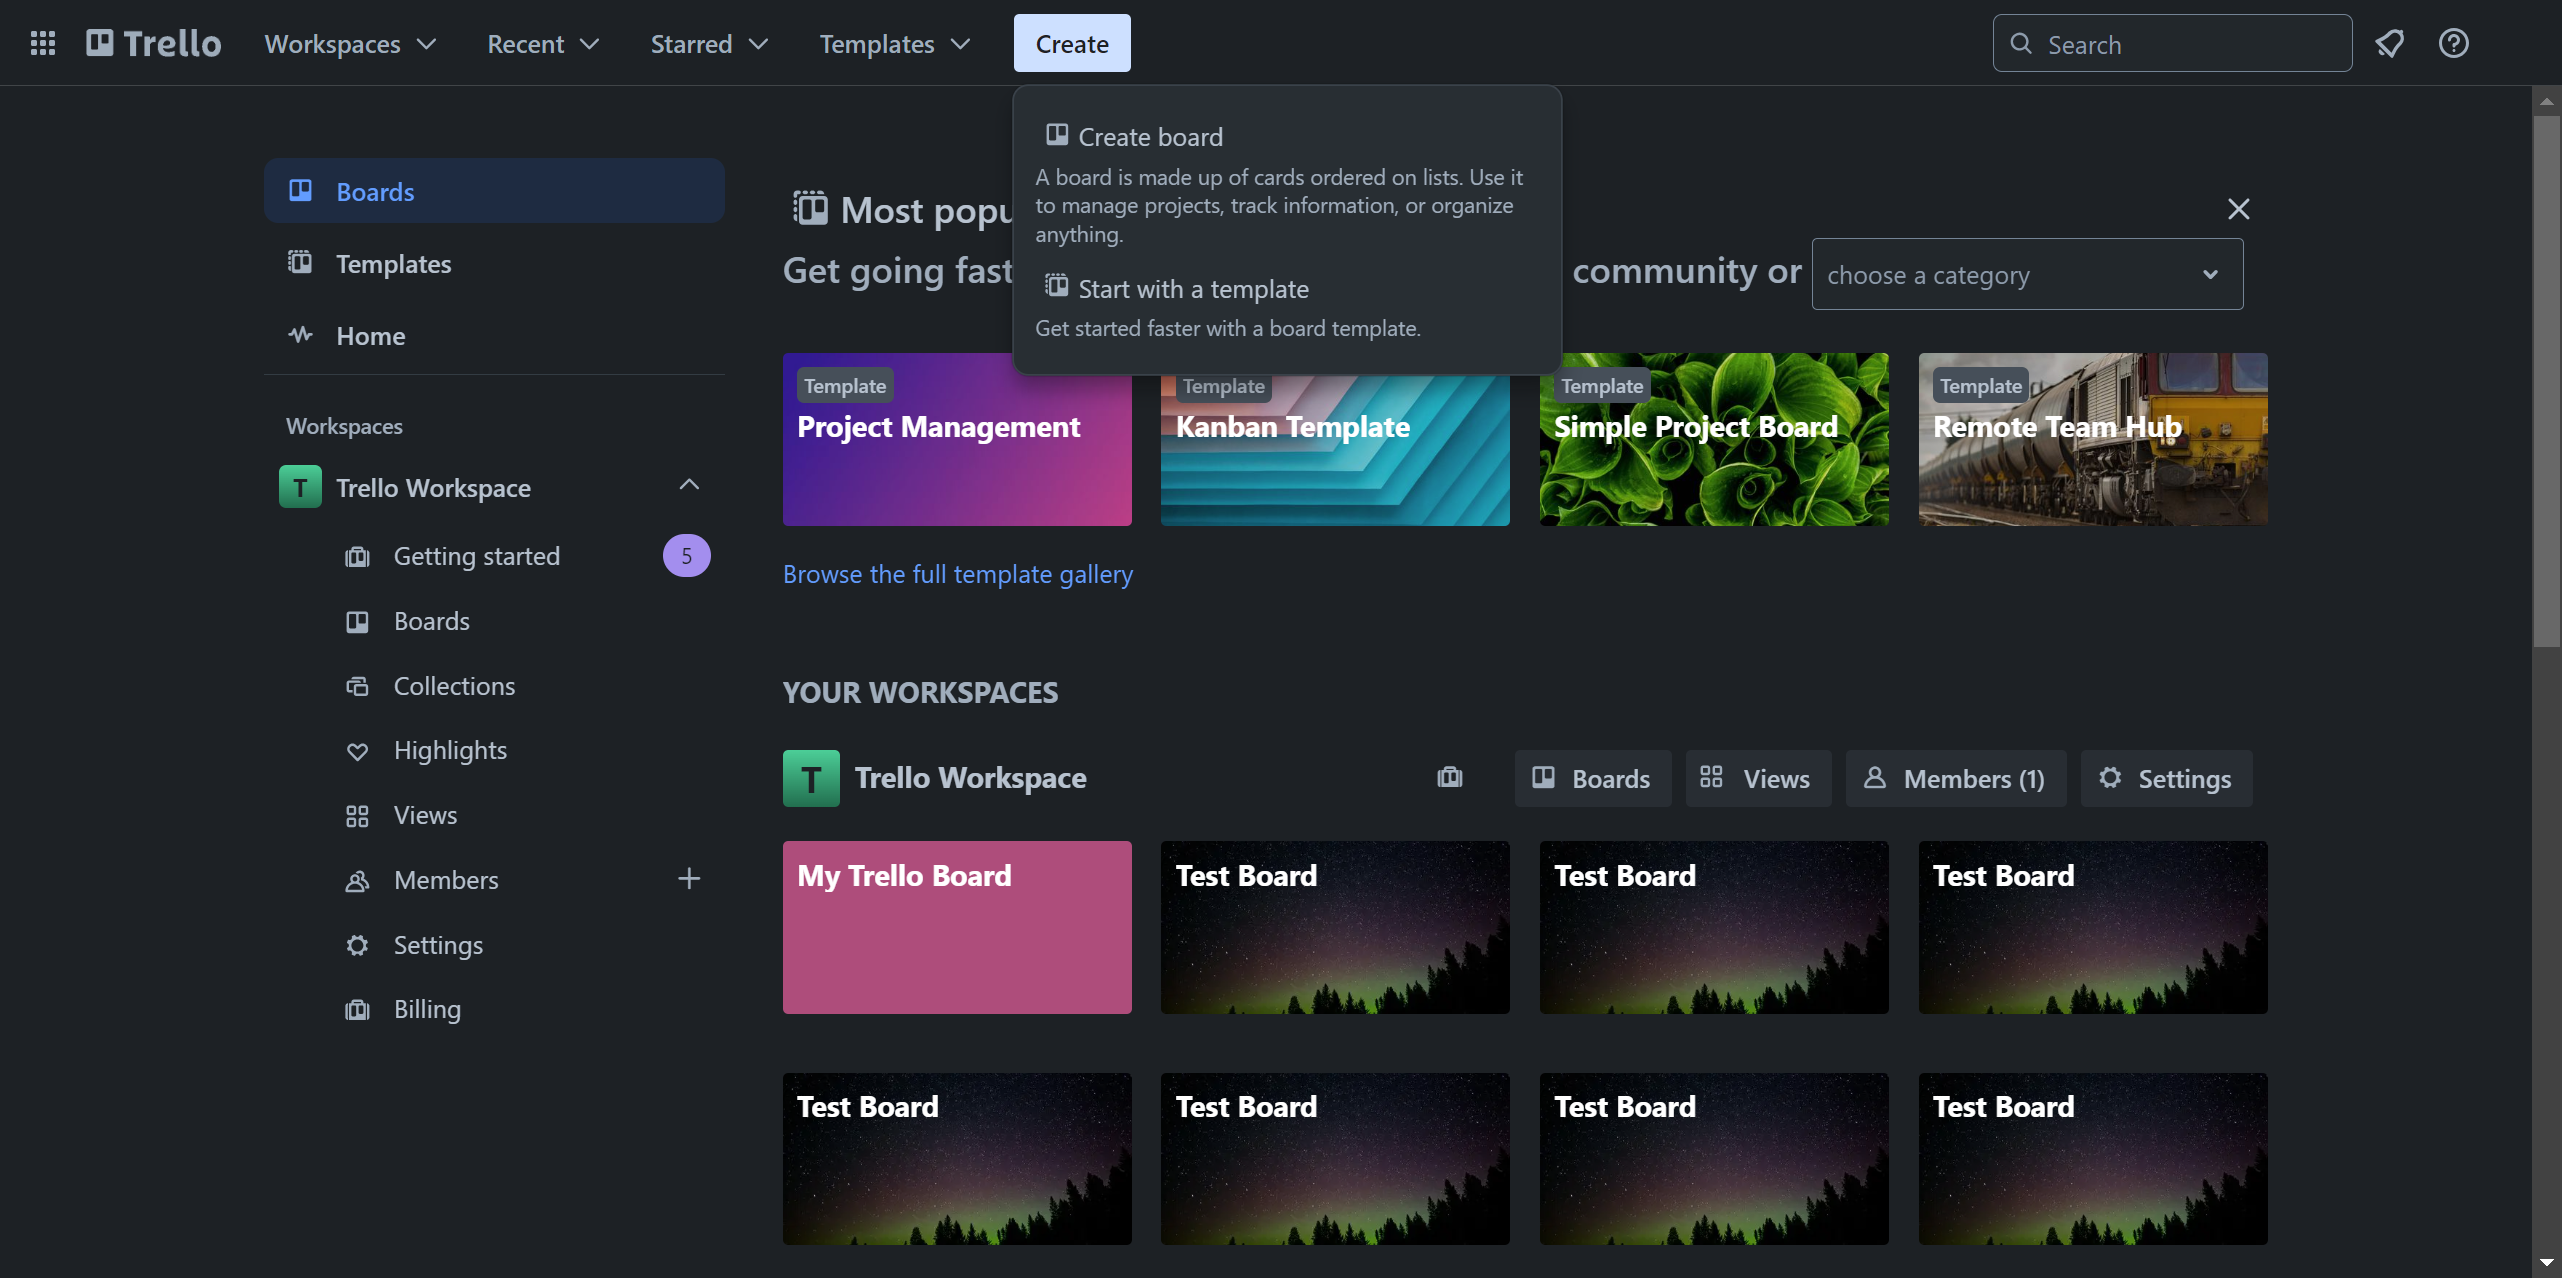 Trello
Workspaces
Recent
Starred
Templates
Create
Search
Create board
A board is made up of cards ordered on lists. Use it
to manage projects, track information, or organize
anything.
Start with a template
Get started faster with a board template.
Boards
Templates
Home
Workspaces
T Trello Workspace
Getting started 5
Boards
Collections
Highlights
Views
Members
Settings
Billing
Most popu
Get going fast
community or
choose a category
Template
Project Management
Template
Kanban Template
Template
Simple Project Board
Template
Remote Team Hub
Browse the full template gallery
YOUR WORKSPACES
T Trello Workspace
Boards
Views
Members (1)
Settings
My Trello Board
Test Board
Test Board
Test Board
Test Board
Test Board
Test Board
Test Board